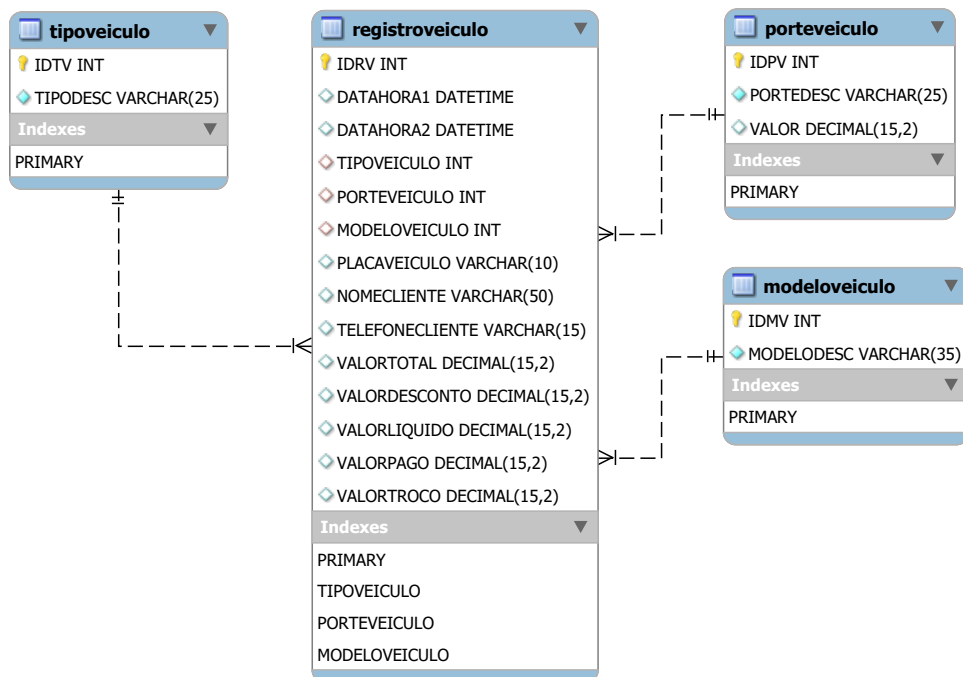 tipoveiculo
IDTV INT
TIPODESC VARCHAR(25)
Indexes
PRIMARY
registroveiculo
IDRV INT
DATAHORA1 DATETIME
DATAHORA2 DATETIME
TIPOVEICULO INT
PORTEVEICULO INT
MODELOVEICULO INT
PLACAVEICULO VARCHAR(10)
NOMECLIENTE VARCHAR(50)
TELEFONECLIENTE VARCHAR(15)
VALORTOTAL DECIMAL(15,2)
VALORDESCONTO DECIMAL(15,2)
VALORLIQUIDO DECIMAL(15,2)
VALORPAGO DECIMAL(15,2)
VALORTROCO DECIMAL(15,2)
Indexes
PRIMARY
TIPOVEICULO
PORTEVEICULO
MODELOVEICULO
porteveiculo
IDPV INT
PORTEDESC VARCHAR(25)
VALOR DECIMAL(15,2)
Indexes
PRIMARY
modeloveiculo
IDMV INT
MODELODESC VARCHAR(35)
Indexes
PRIMARY